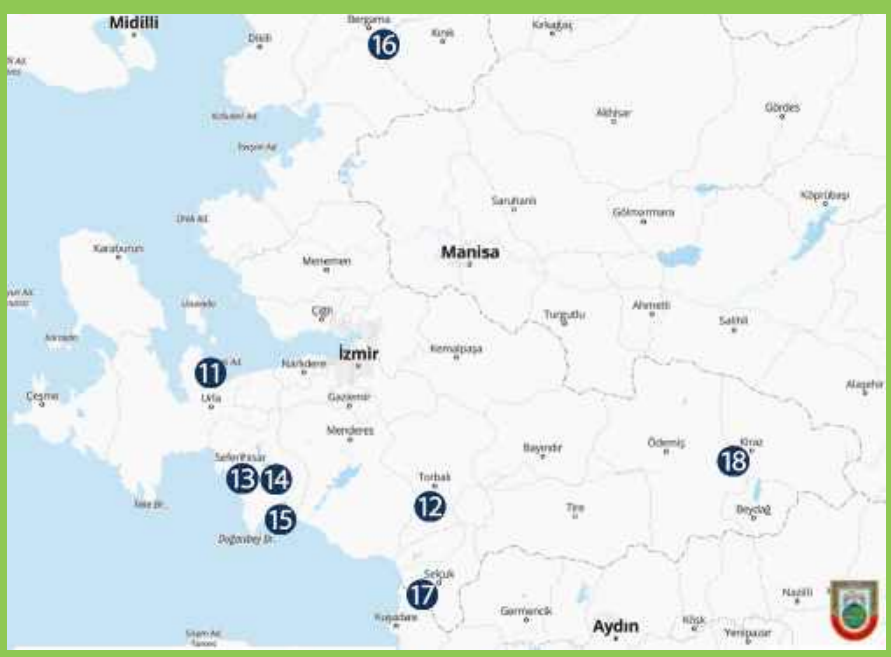 Midilli
Bergama
16
Kınık
Kırkağaç
Dikili
Akhisar
Gördes
Saruhanlı
Gölmarmara
Köprübaşı
Karaburun
Menemen
Manisa
Uzunada
Çiğli
Turgutlu
Ahmetli
Salihli
İzmir
Kemalpaşa
Narlıdere
11
Alaşehir
Çeşme
Urla
Gaziemir
Menderes
Bayındır
Ödemiş
Kiraz
18
Seferihisar
13
14
Torbalı
12
15
Tire
Beydağ
Doğanbey Br.
Selçuk
17
Kuşadası
Germencik
Aydın
Köşk
Nazilli
Yenipazar